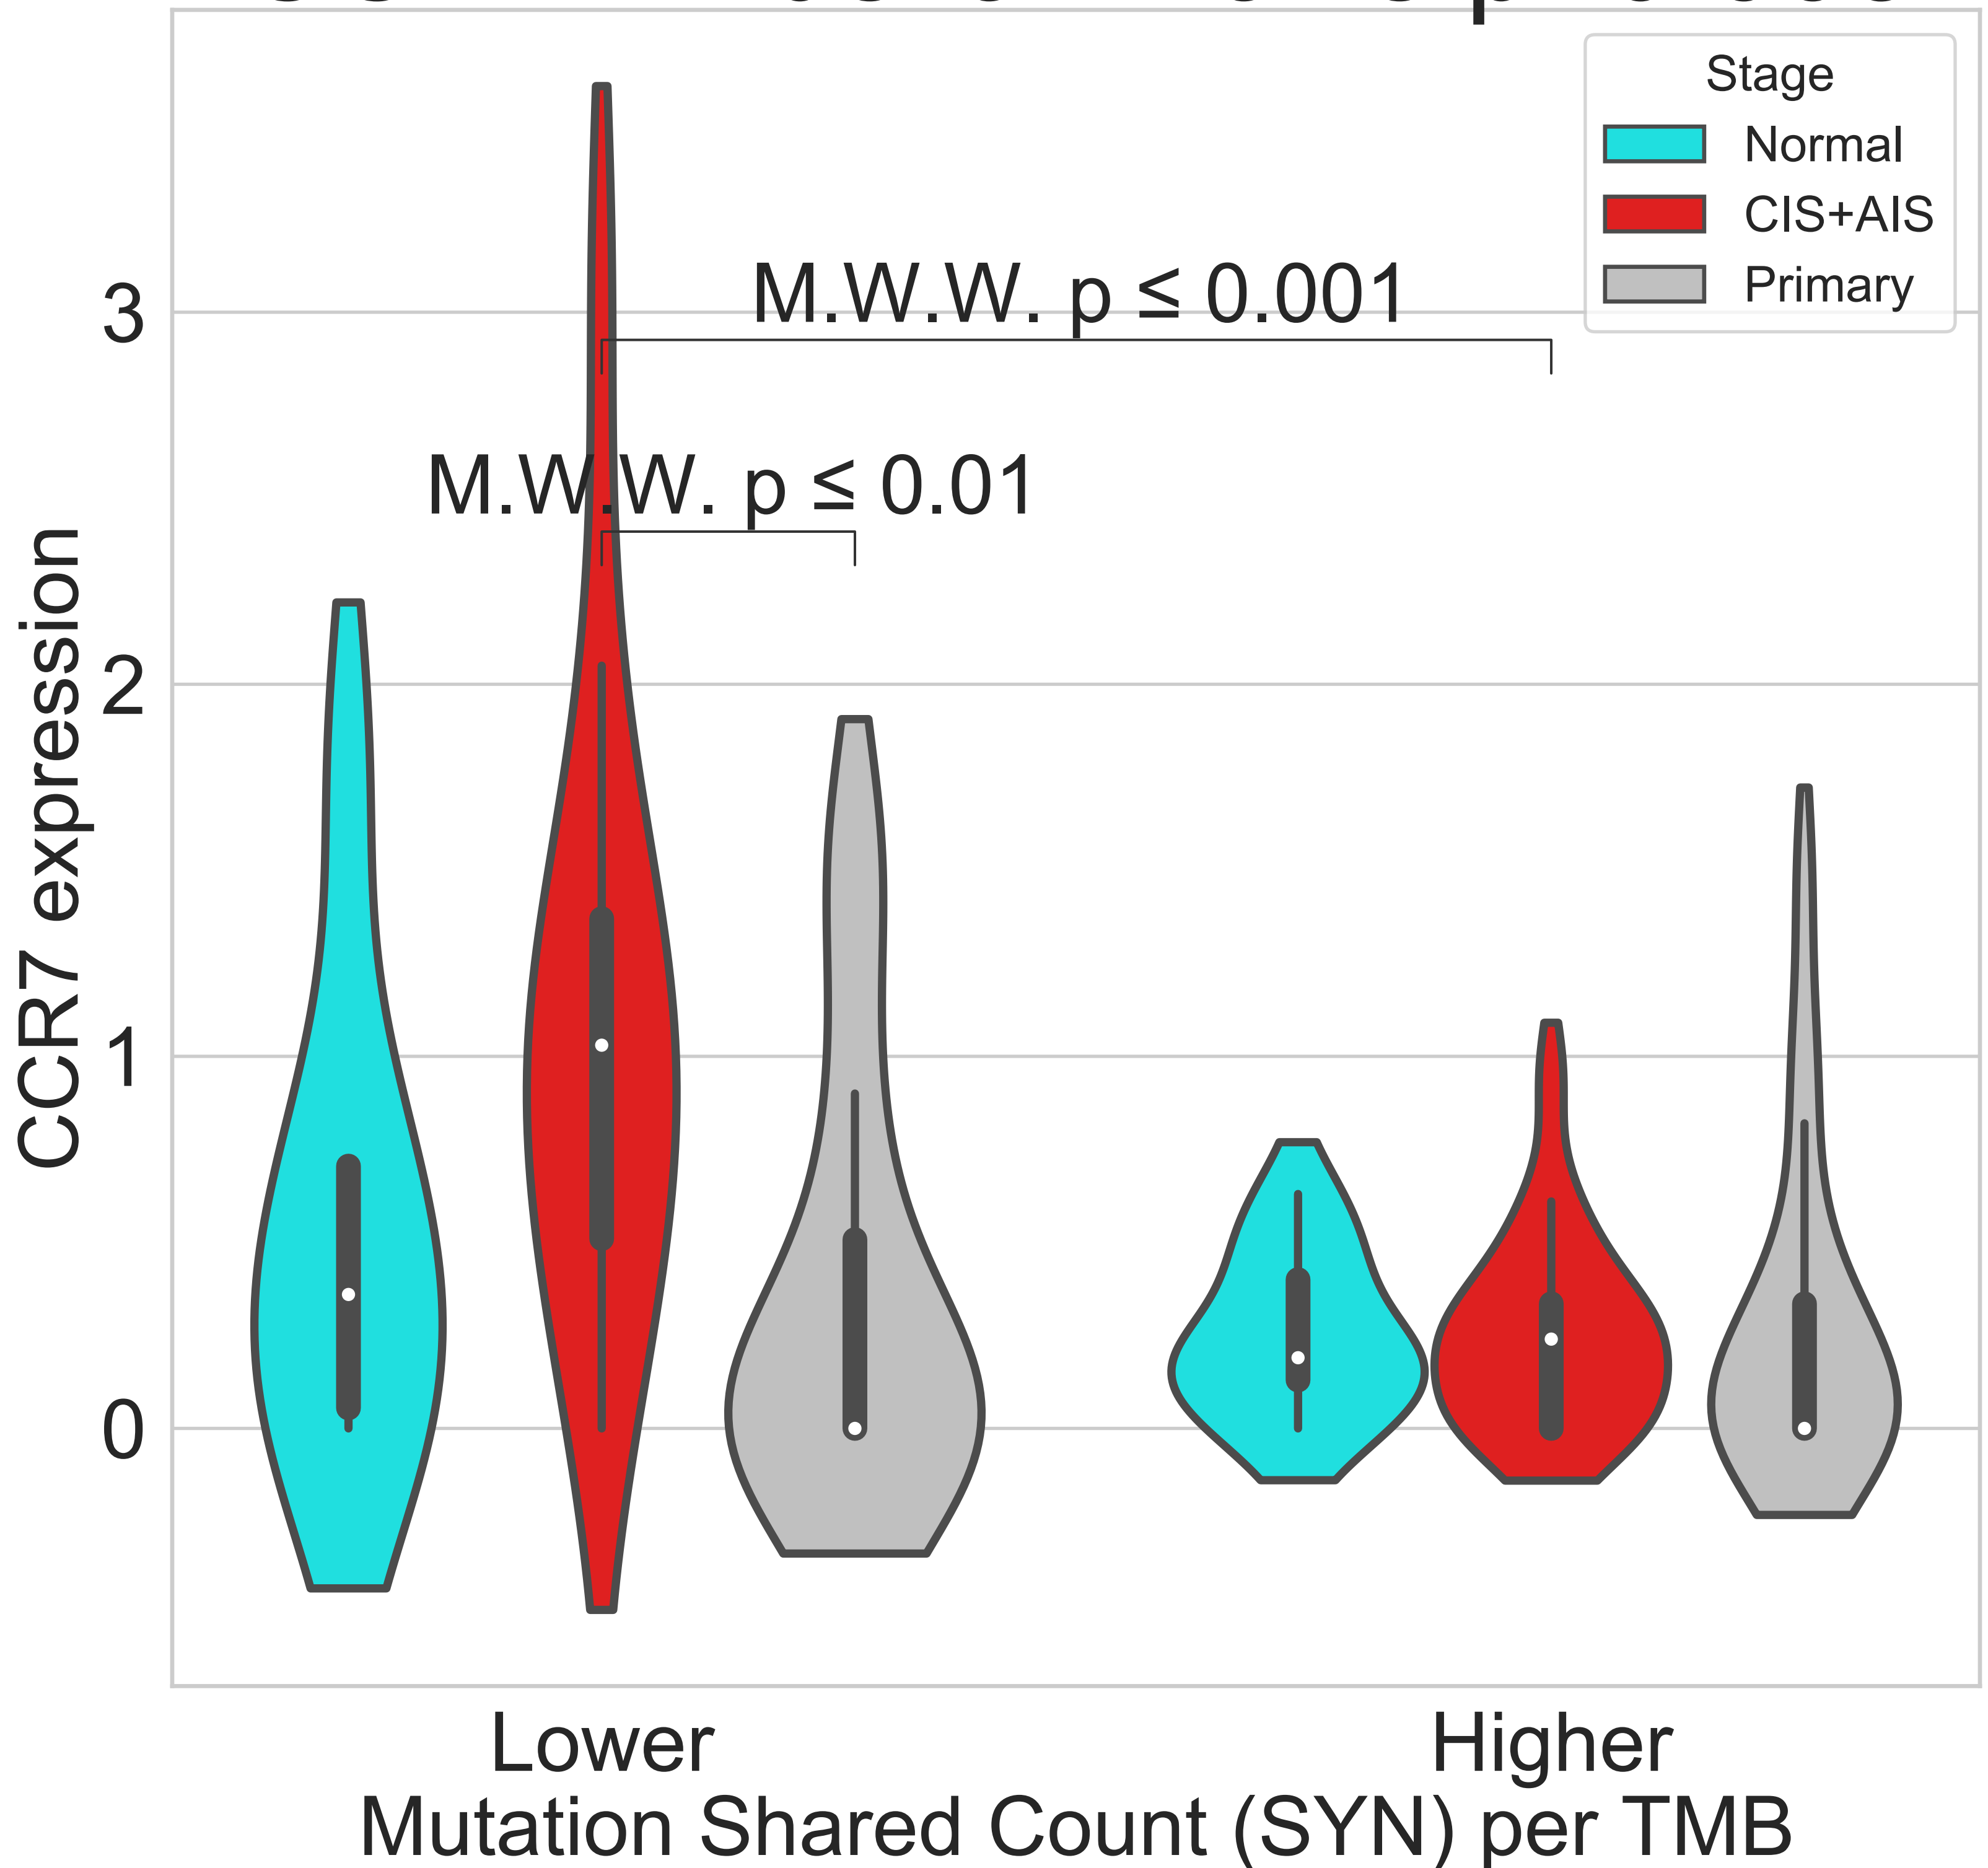 Stage
Normal
CIS+AIS
Primary
M.W.W. p ≤ 0.001
M.W.W. p ≤ 0.01
CCR7 expression
3
2
1
0
Lower
Higher
Mutation Shared Count (SYN) per TMB